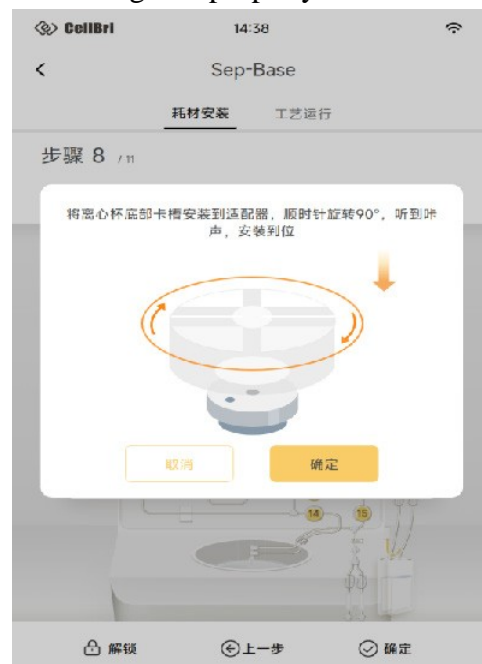 CellBri 14:38
< Sep-Base
耗材安装 工艺运行
步骤 8 / 11
将离心杯底部卡槽安装到适配器，顺时针旋转90°，听到咔
声，安装到位
取消 确定
14 15
解锁 上一步 确定